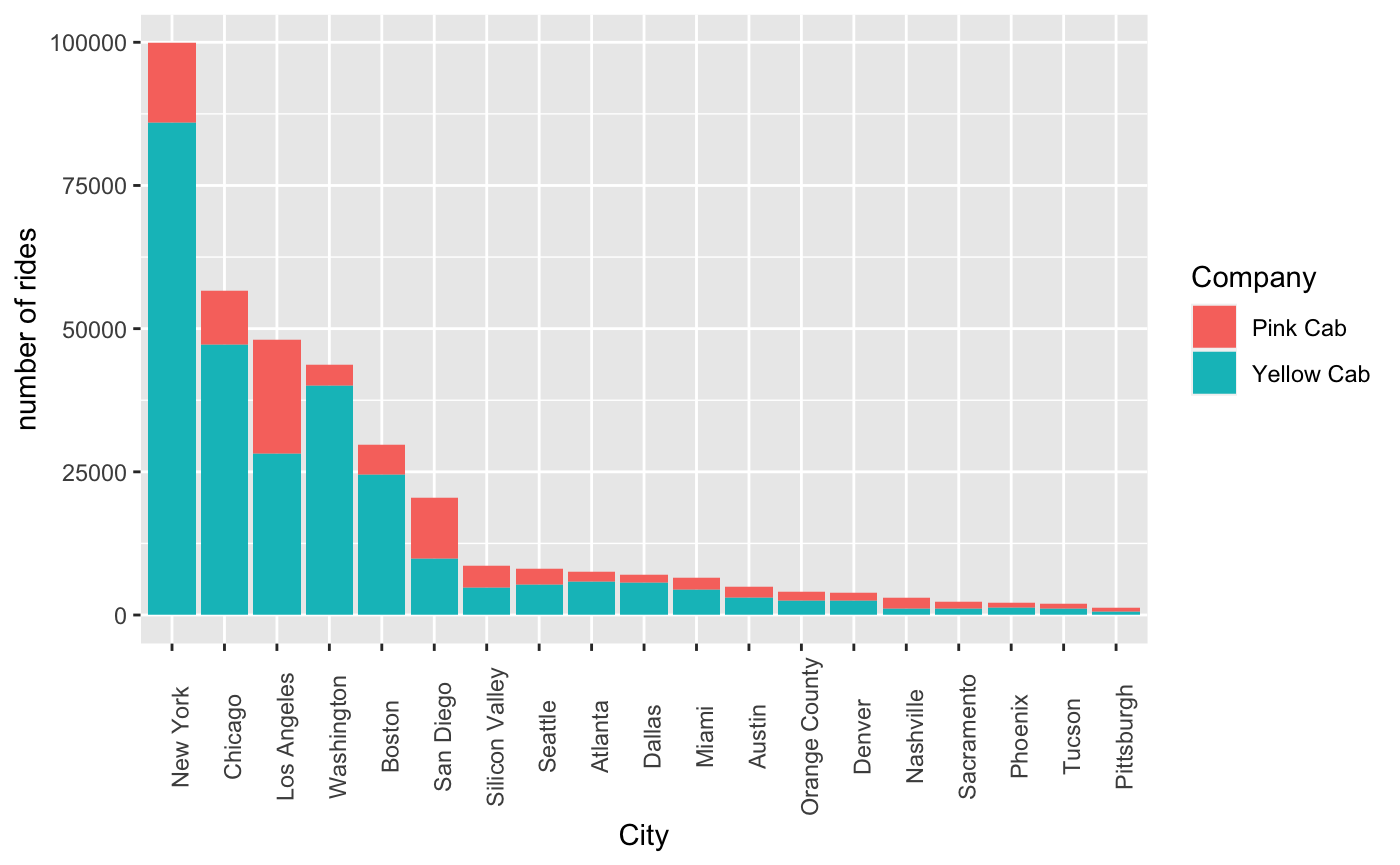 100000
75000
50000
25000
0
number of rides
New York
Chicago
Los Angeles
Washington
Boston
San Diego
Silicon Valley
Seattle
Atlanta
Dallas
Miami
Austin
Orange County
Denver
Nashville
Sacramento
Phoenix
Tucson
Pittsburgh
City
Company
Pink Cab
Yellow Cab